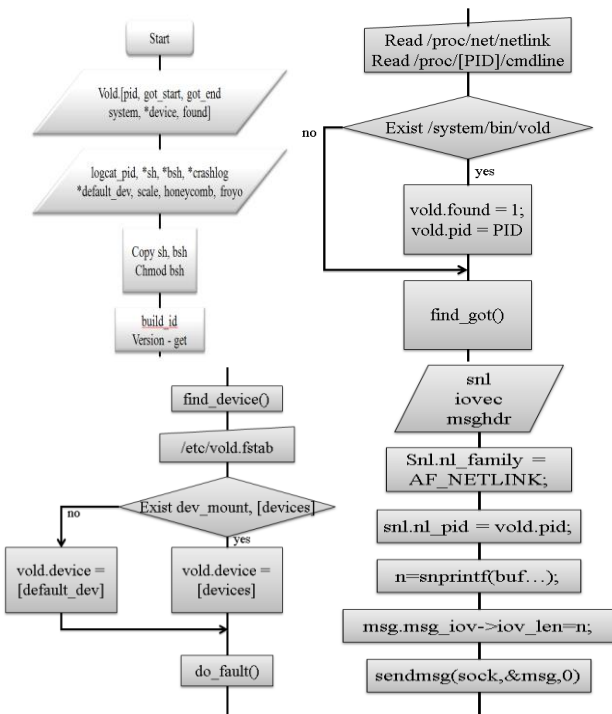 Start
Vold.[pid, got_start, got_end
system, *device, found]
logcat_pid, *sh, *bsh, *crashlog
*default_dev, scale, honeycomb, froyo
Copy sh, bsh
Chmod bsh
build_id
Version - get
Read /proc/net/netlink
Read /proc/[PID]/cmdline
Exist /system/bin/vold
no
yes
vold.found = 1;
vold.pid = PID
find_got()
find_device()
/etc/vold.fstab
Exist dev_mount, [devices]
no
yes
vold.device =
[default_dev]
vold.device =
[devices]
do_fault()
snl
iovec
msghdr
Snl.nl_family =
AF_NETLINK;
snl.nl_pid = vold.pid;
n=snprintf(buf…);
msg.msg_iov->iov_len=n;
sendmsg(sock,&msg,0)